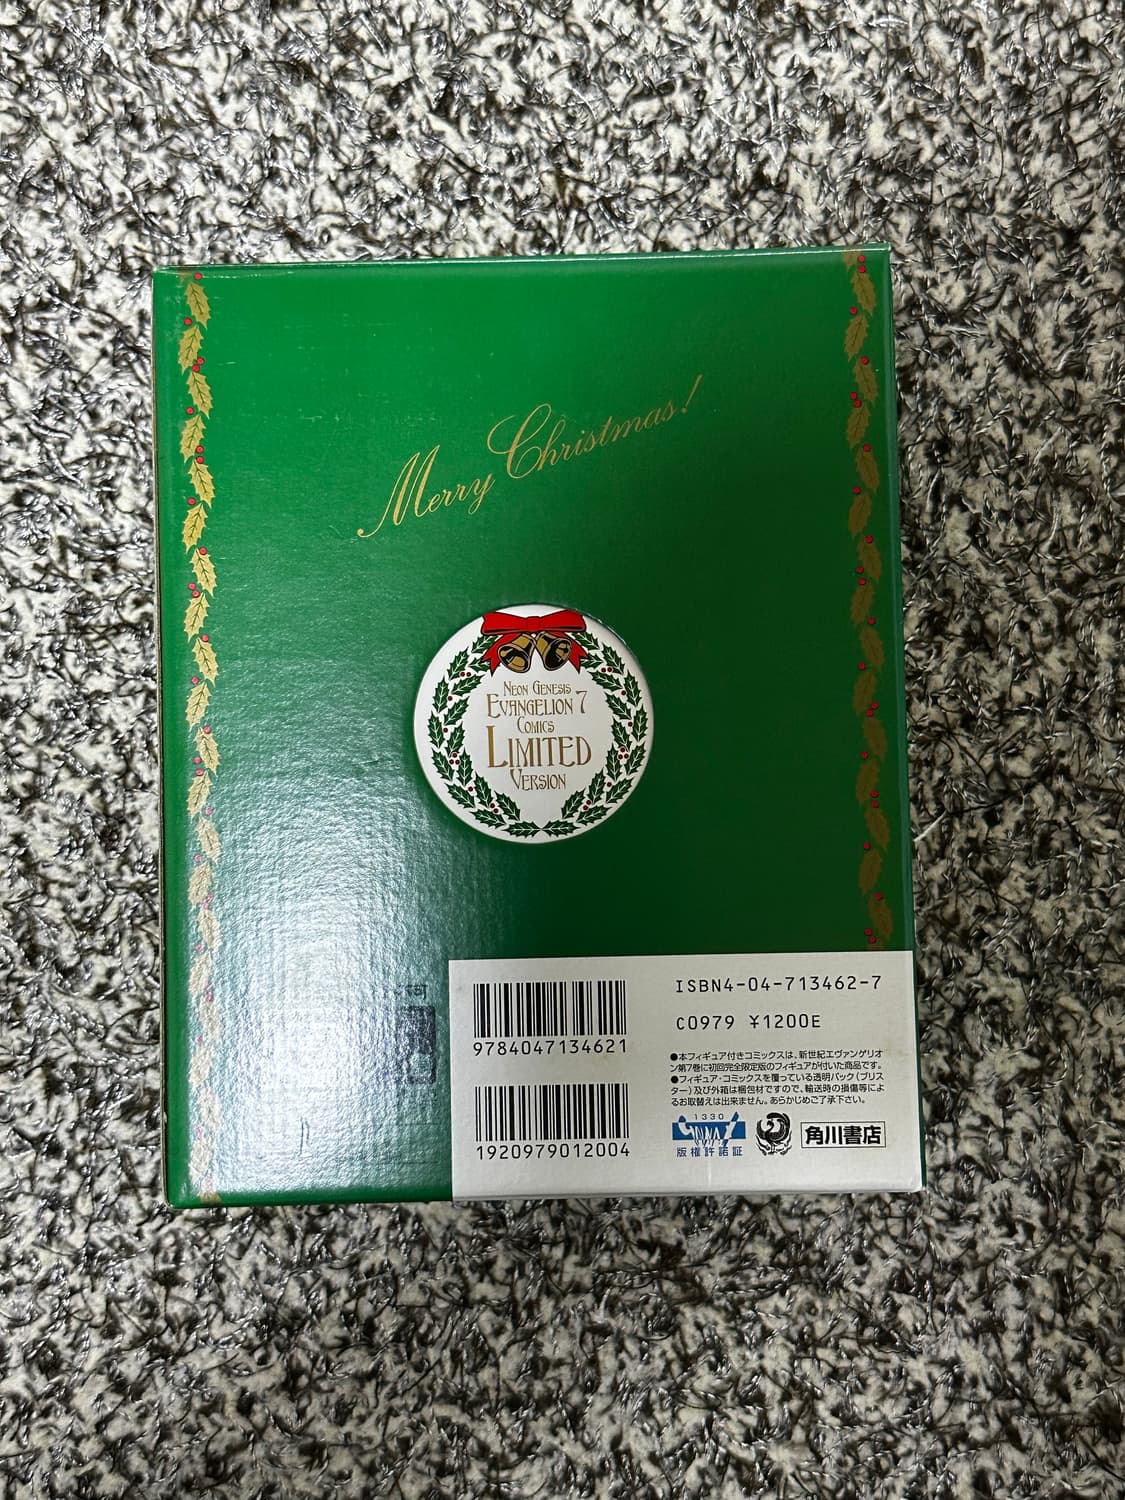 Merry Christmas!
NEON GENESIS
EVANGELION 7
COMICS
LIMITED
VERSION
ISBN4-04-713462-7
C0979 ¥1200E
9784047134621
1920979012004
●本フィギュア付きコミックスは、新世紀エヴァンゲリオ
ン第7巻に初回完全限定版のフィギュアが付いた商品です。
●フィギュア・コミックスを覆っている透明パック(ブリス
ター)及び外箱は梱包材ですので、輸送時の損傷等によ
るお取替えは出来ません。あらかじめご了承下さい。
1330
版権許諾証
角川書店